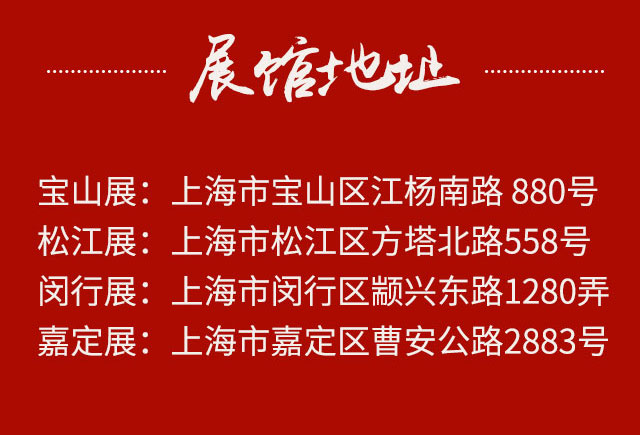 展馆地址
宝山展：上海市宝山区江杨南路 880号
松江展：上海市松江区方塔北路558号
闵行展：上海市闵行区颛兴东路1280弄
嘉定展：上海市嘉定区曹安公路2883号